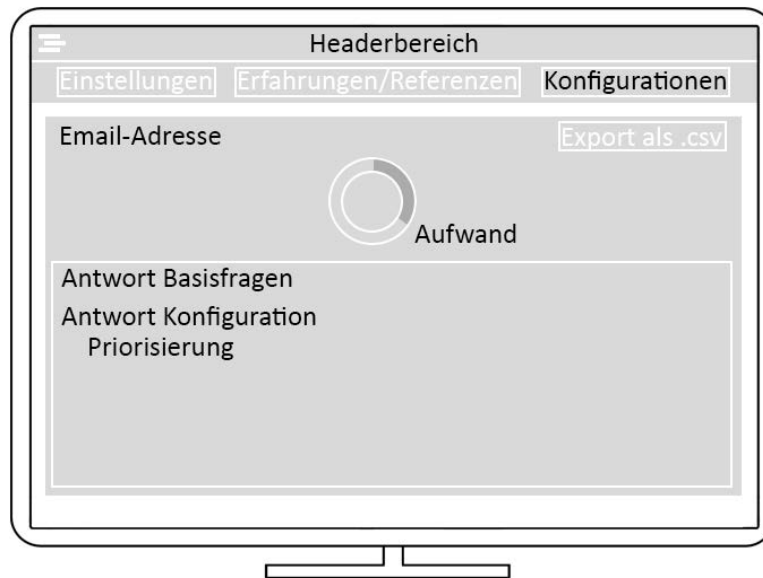 Headerbereich
Einstellungen Erfahrungen/Referenzen Konfigurationen
Email-Adresse Export als .csv
Aufwand
Antwort Basisfragen
Antwort Konfiguration
Priorisierung